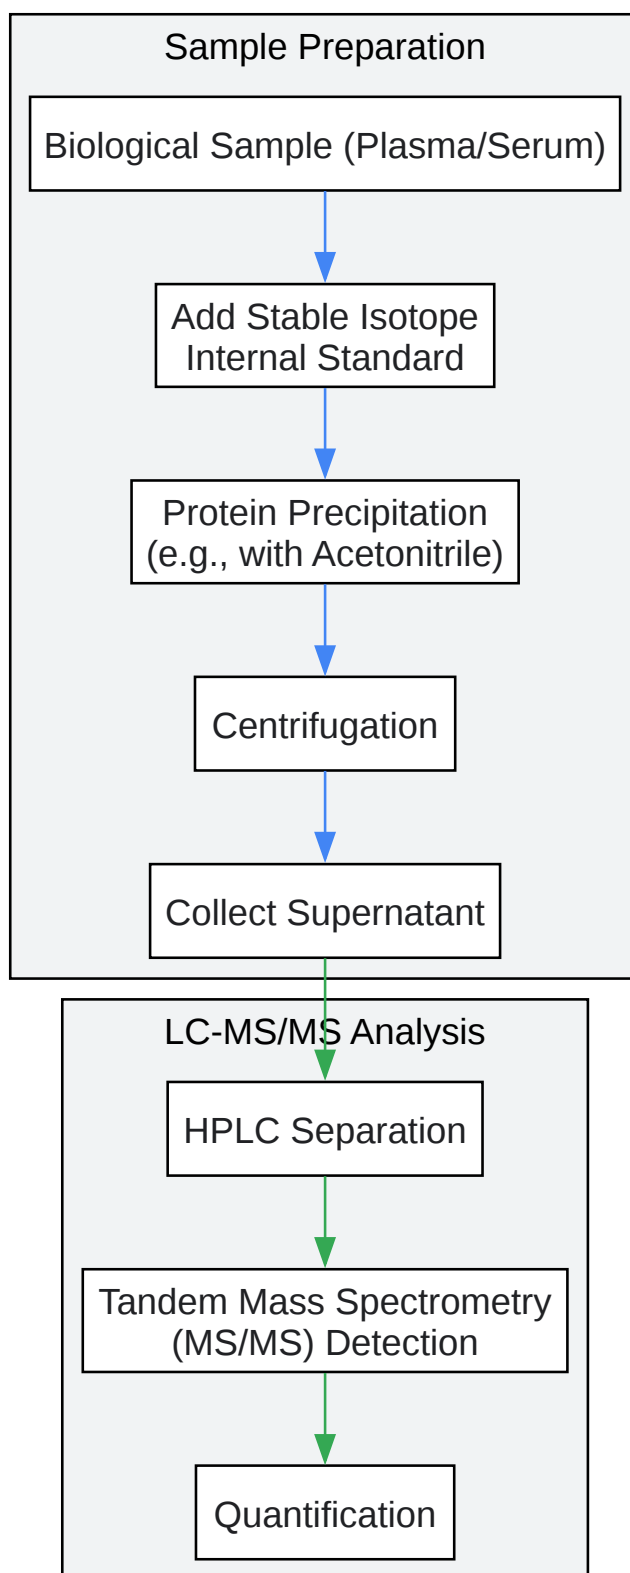 Sample Preparation
Biological Sample (Plasma/Serum)
Add Stable Isotope
Internal Standard
Protein Precipitation
(e.g., with Acetonitrile)
Centrifugation
Collect Supernatant
LC-MS/MS Analysis
HPLC Separation
Tandem Mass Spectrometry
(MS/MS) Detection
Quantification